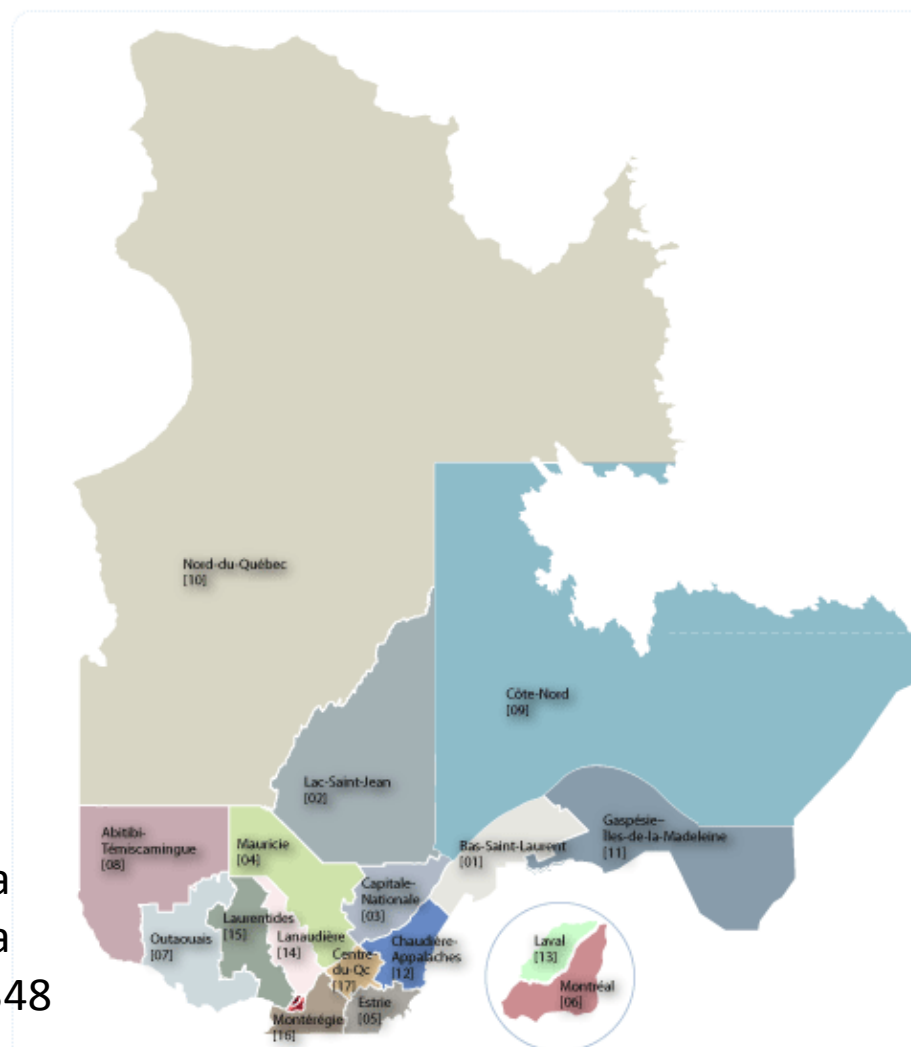 Nord-du-Québec
[10]
Côte-Nord
[09]
Lac-Saint-Jean
[02]
Abitibi-
Témiscamingue
[08]
Mauricie
[04]
Bas-Saint-Laurent
[01]
Gaspésie–
Iles-de-la-Madeleine
[11]
Capitale-
Nationale
[03]
Outaouais
[07]
Laurentides
[15]
Lanaudière
[14]
Centre-
du-Qc
[17]
Chaudière-
Appalaches
[12]
Estrie
[05]
Montérégie
[16]
Laval
[13]
Montréal
[06]
a
a
48